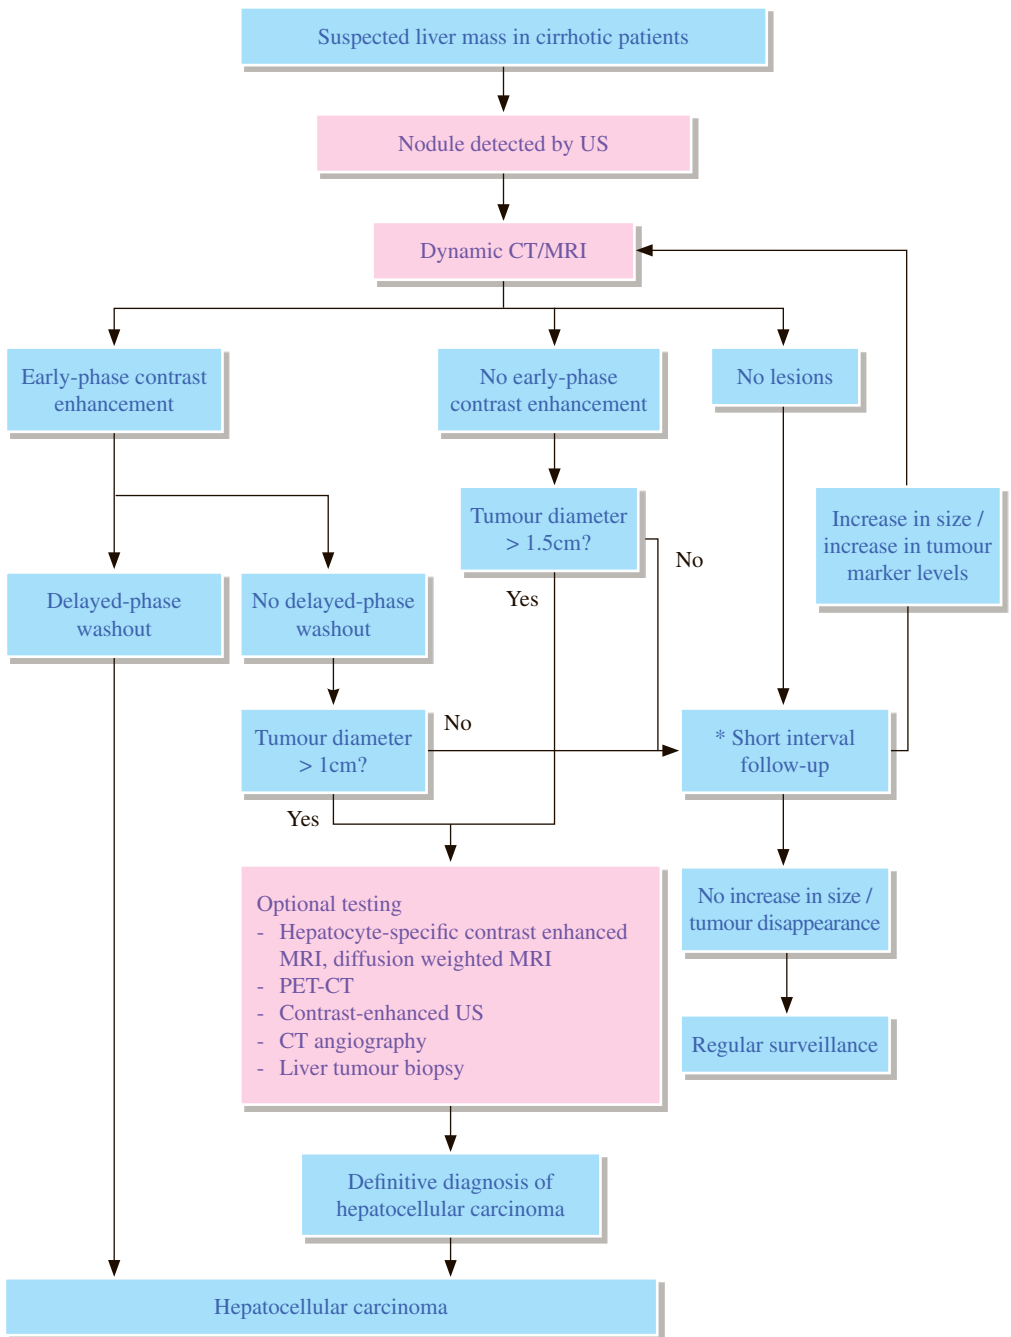 Suspected liver mass in cirrhotic patients
Nodule detected by US
Dynamic CT/MRI
Early-phase contrast
enhancement
No early-phase
contrast enhancement
No lesions
Tumour diameter
> 1.5cm?
No
Yes
Increase in size /
increase in tumour
marker levels
Delayed-phase
washout
No delayed-phase
washout
Tumour diameter
> 1cm?
No
Yes
* Short interval
follow-up
Optional testing
- Hepatocyte-specific contrast enhanced
MRI, diffusion weighted MRI
- PET-CT
- Contrast-enhanced US
- CT angiography
- Liver tumour biopsy
No increase in size /
tumour disappearance
Regular surveillance
Definitive diagnosis of
hepatocellular carcinoma
Hepatocellular carcinoma